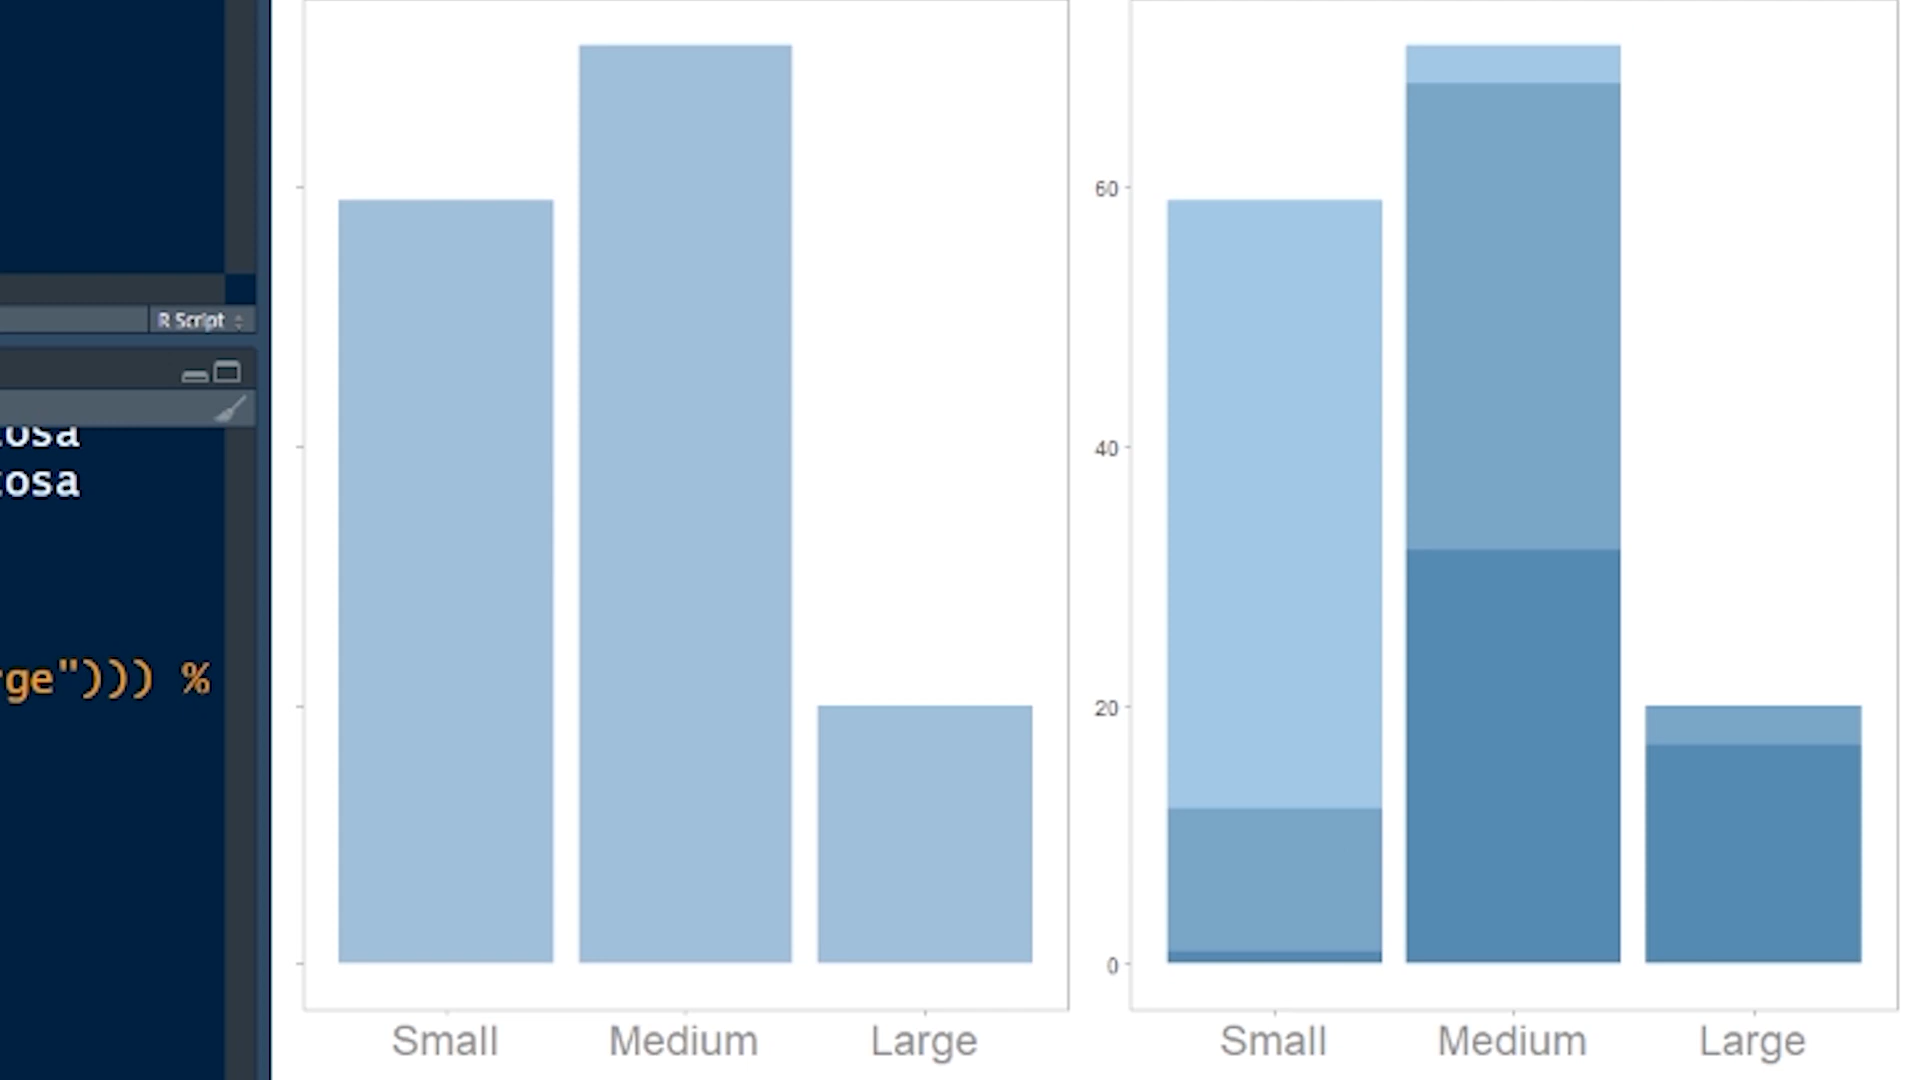 R Script
osa
osa
ge"))) %
Small
Medium
Large
60
40
20
0
Small
Medium
Large